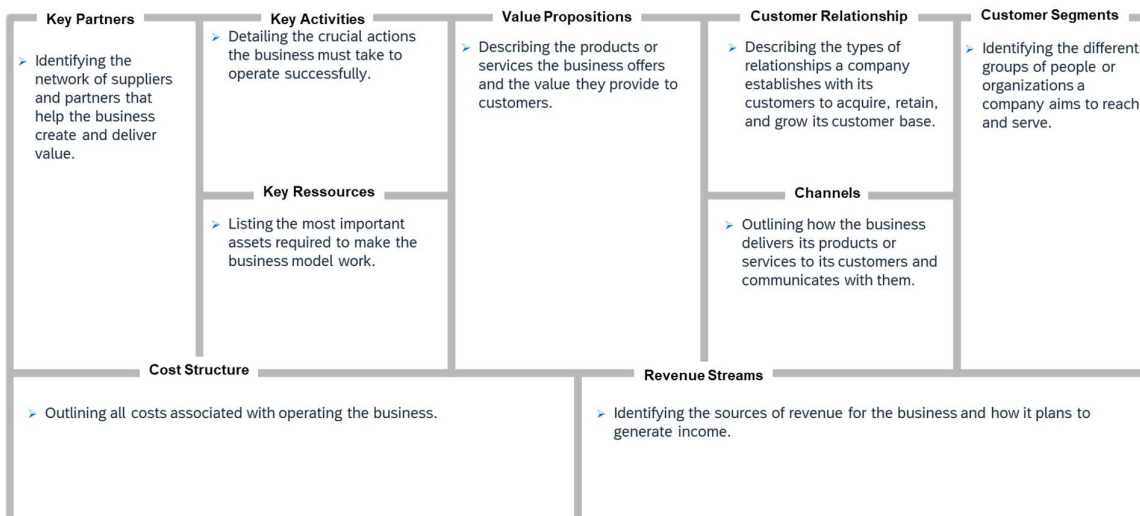 Key Partners
Identifying the
network of suppliers
and partners that
help the business
create and deliver
value.
Key Activities
Detailing the crucial actions
the business must take to
operate successfully.
Key Ressources
Listing the most important
assets required to make the
business model work.
Value Propositions
Describing the products or
services the business offers
and the value they provide to
customers.
Customer Relationship
Describing the types of
relationships a company
establishes with its
customers to acquire, retain,
and grow its customer base.
Channels
Outlining how the business
delivers its products or
services to its customers and
communicates with them.
Customer Segments
Identifying the different
groups of people or
organizations a
company aims to reach
and serve.
Cost Structure
Outlining all costs associated with operating the business.
Revenue Streams
Identifying the sources of revenue for the business and how it plans to
generate income.